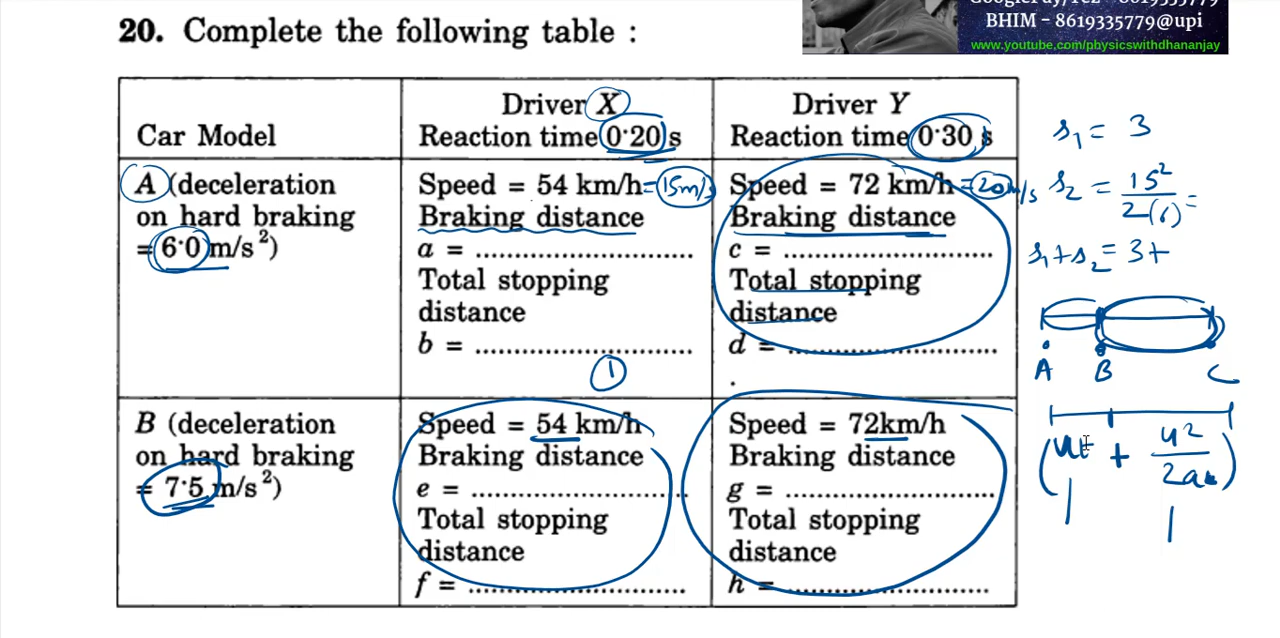 GooglePay/Tez - 8619335779
BHIM – 8619335779@upi
www.youtube.com/physicswithdhananjay
20. Complete the following table :
Car Model
Driver X
Reaction time 0·20 s
Driver Y
Reaction time 0·30 s
A (deceleration
on hard braking
= 6·0 m/s²)
Speed = 54 km/h = 15m/s
Braking distance
a = ..............................
Total stopping
distance
b = ..............................
1
Speed = 72 km/h = 20m/s
Braking distance
c = ..............................
Total stopping
distance
d = ..............................
B (deceleration
on hard braking
= 7·5 m/s²)
Speed = 54 km/h
Braking distance
e = ..............................
Total stopping
distance
f = ..............................
Speed = 72km/h
Braking distance
g = ..............................
Total stopping
distance
h = ..............................
s₁ = 3
s₂ = 15²/2(6) =
s₁+s₂ = 3+
A B C
(ut + u²/2a)